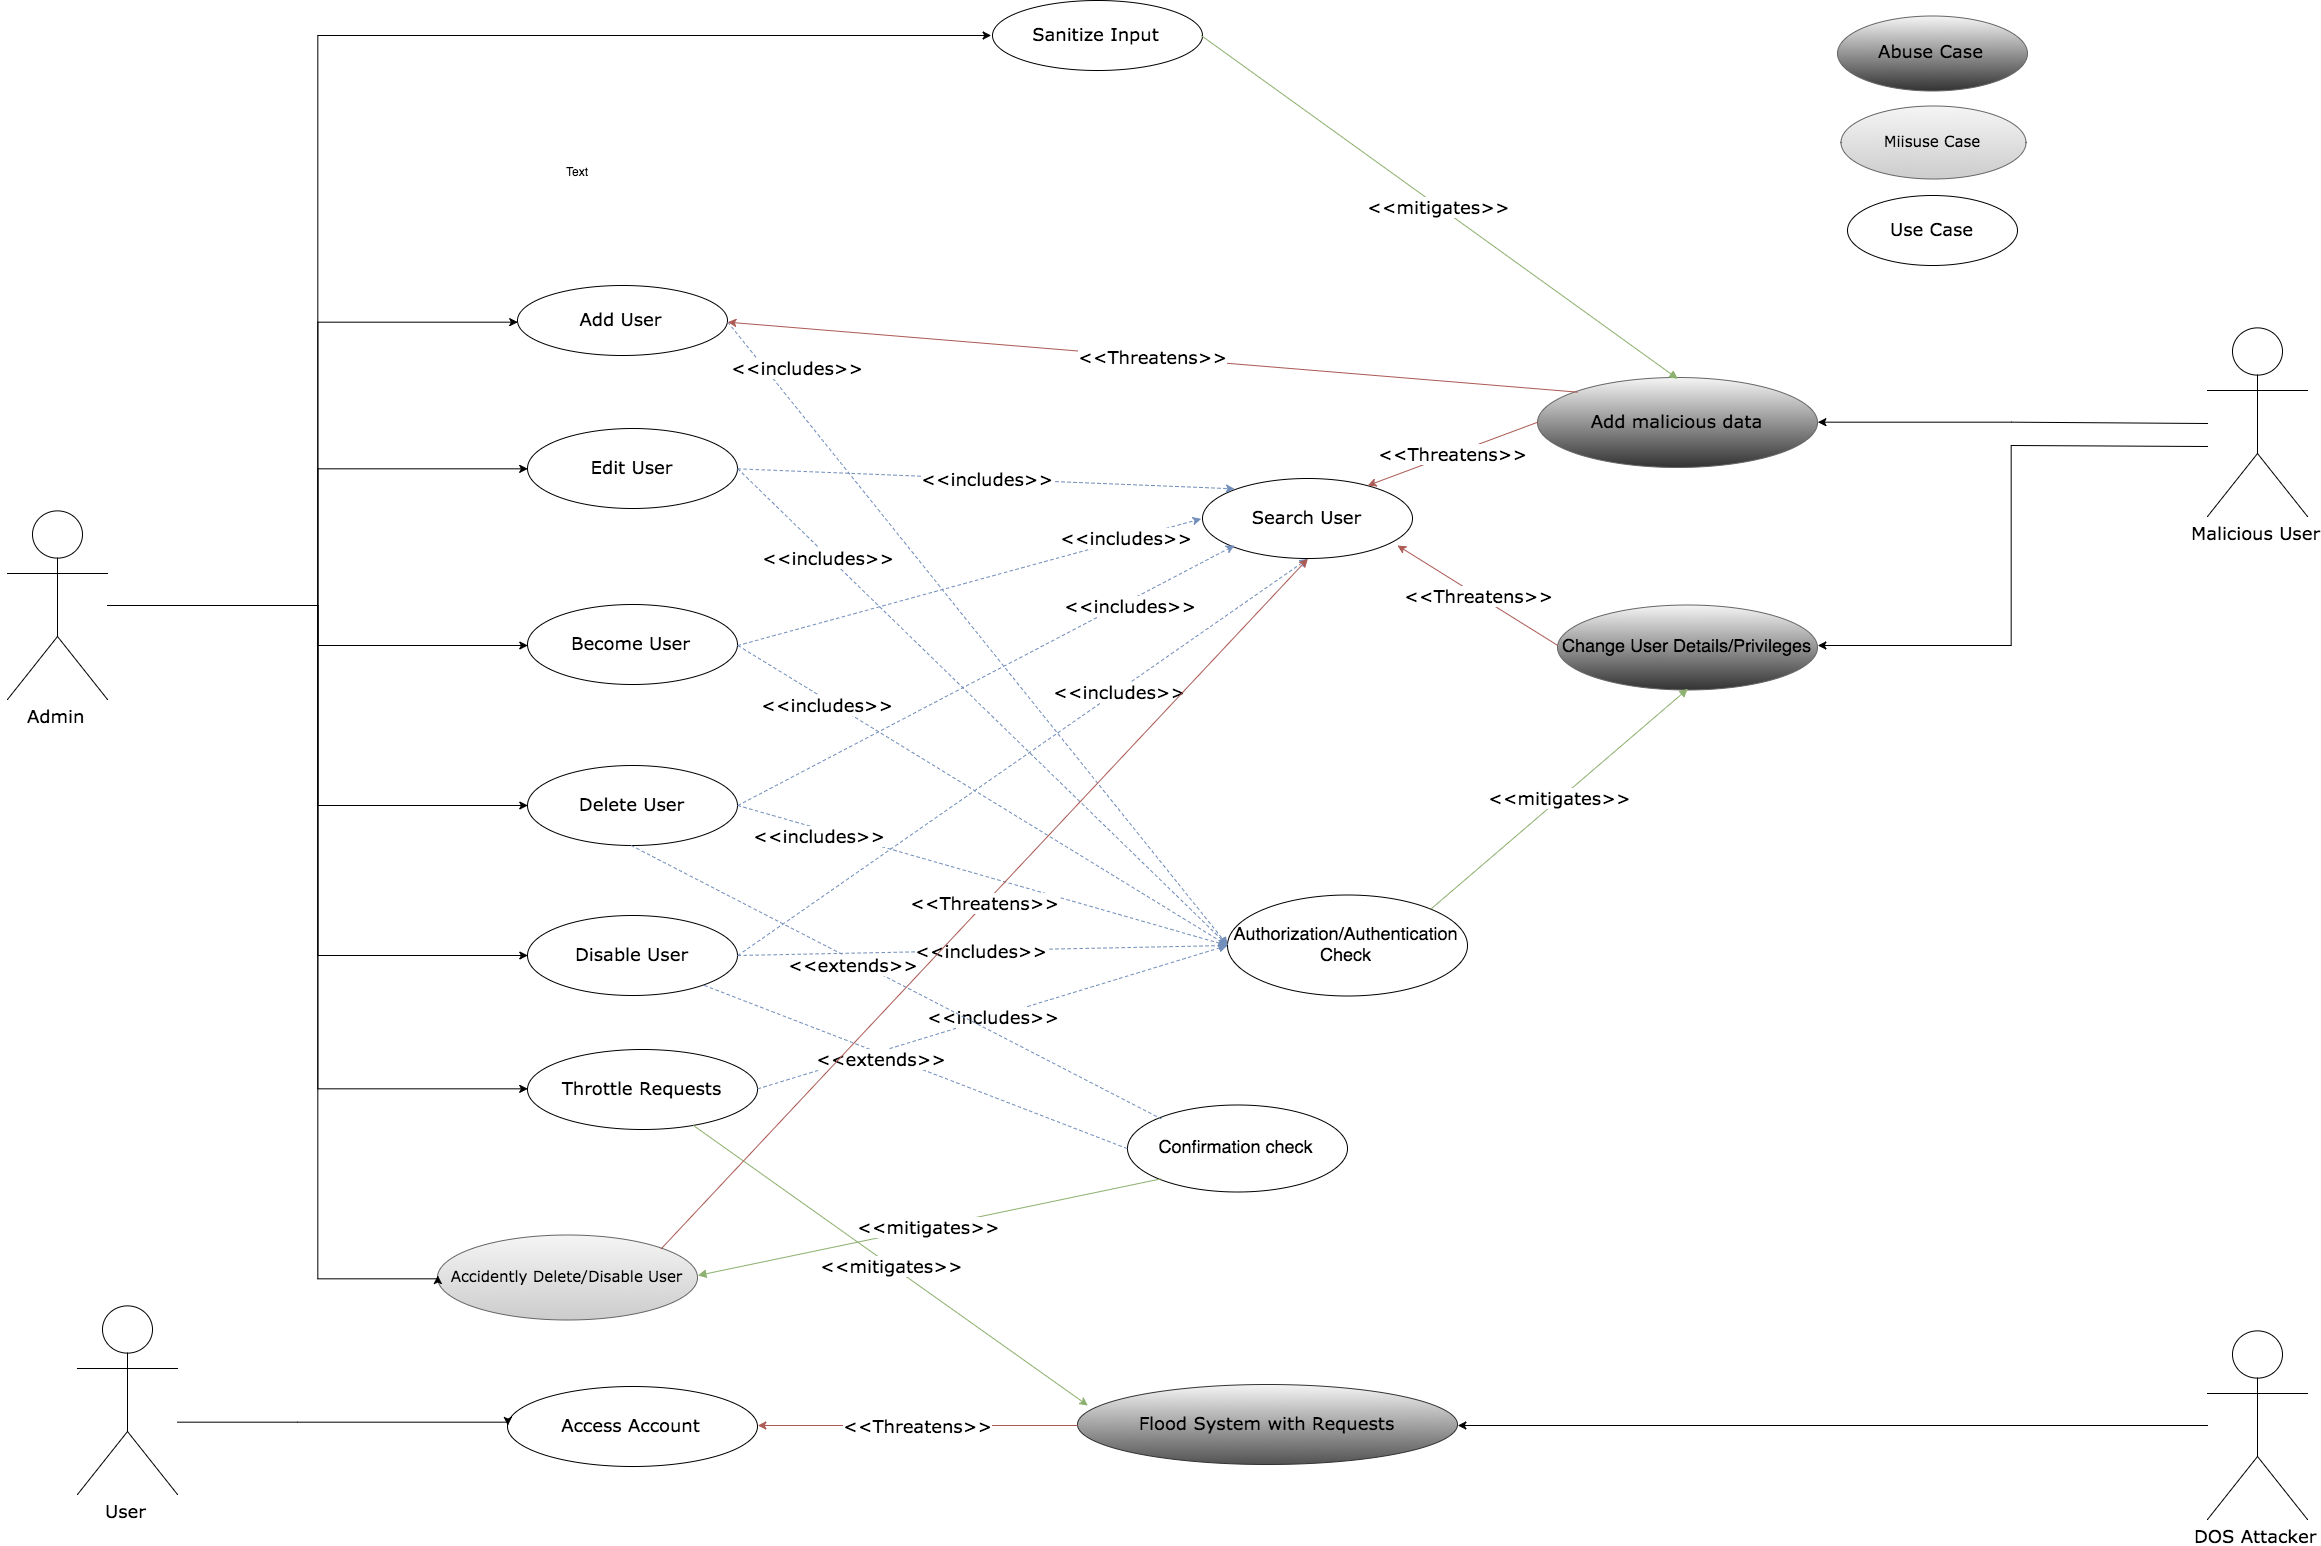 Sanitize Input
Abuse Case
Miisuse Case
Text
<<mitigates>>
Use Case
Add User
<<Threatens>>
<<includes>>
Add malicious data
<<Threatens>>
Edit User
<<includes>>
Search User
Malicious User
<<includes>>
<<includes>>
<<Threatens>>
<<includes>>
Become User
Change User Details/Privileges
<<includes>>
<<includes>>
Admin
Delete User
<<mitigates>>
<<includes>>
<<Threatens>>
Authorization/Authentication
Check
Disable User
<<includes>>
<<extends>>
<<includes>>
<<extends>>
Throttle Requests
Confirmation check
<<mitigates>>
<<mitigates>>
Accidently Delete/Disable User
Access Account
<<Threatens>>
Flood System with Requests
User
DOS Attacker